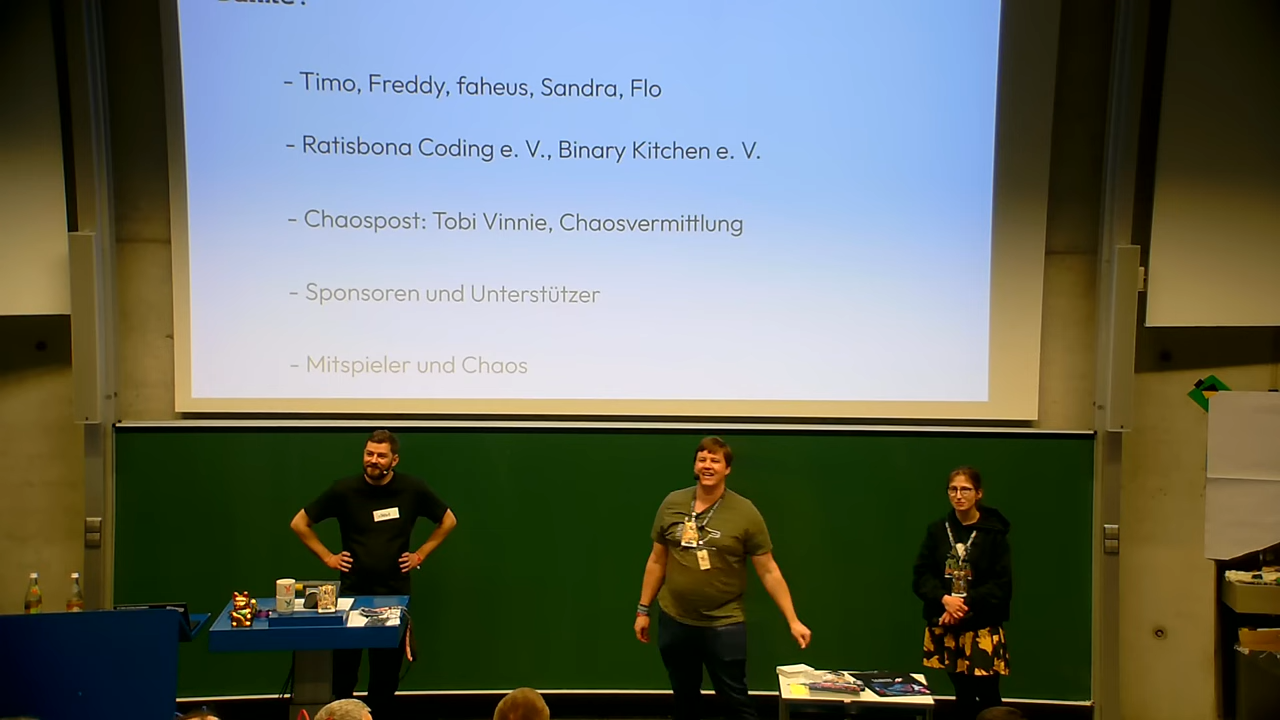 - Timo, Freddy, faheus, Sandra, Flo
- Ratisbona Coding e. V., Binary Kitchen e. V.
- Chaospost: Tobi Vinnie, Chaosvermittlung
- Sponsoren und Unterstützer
- Mitspieler und Chaos